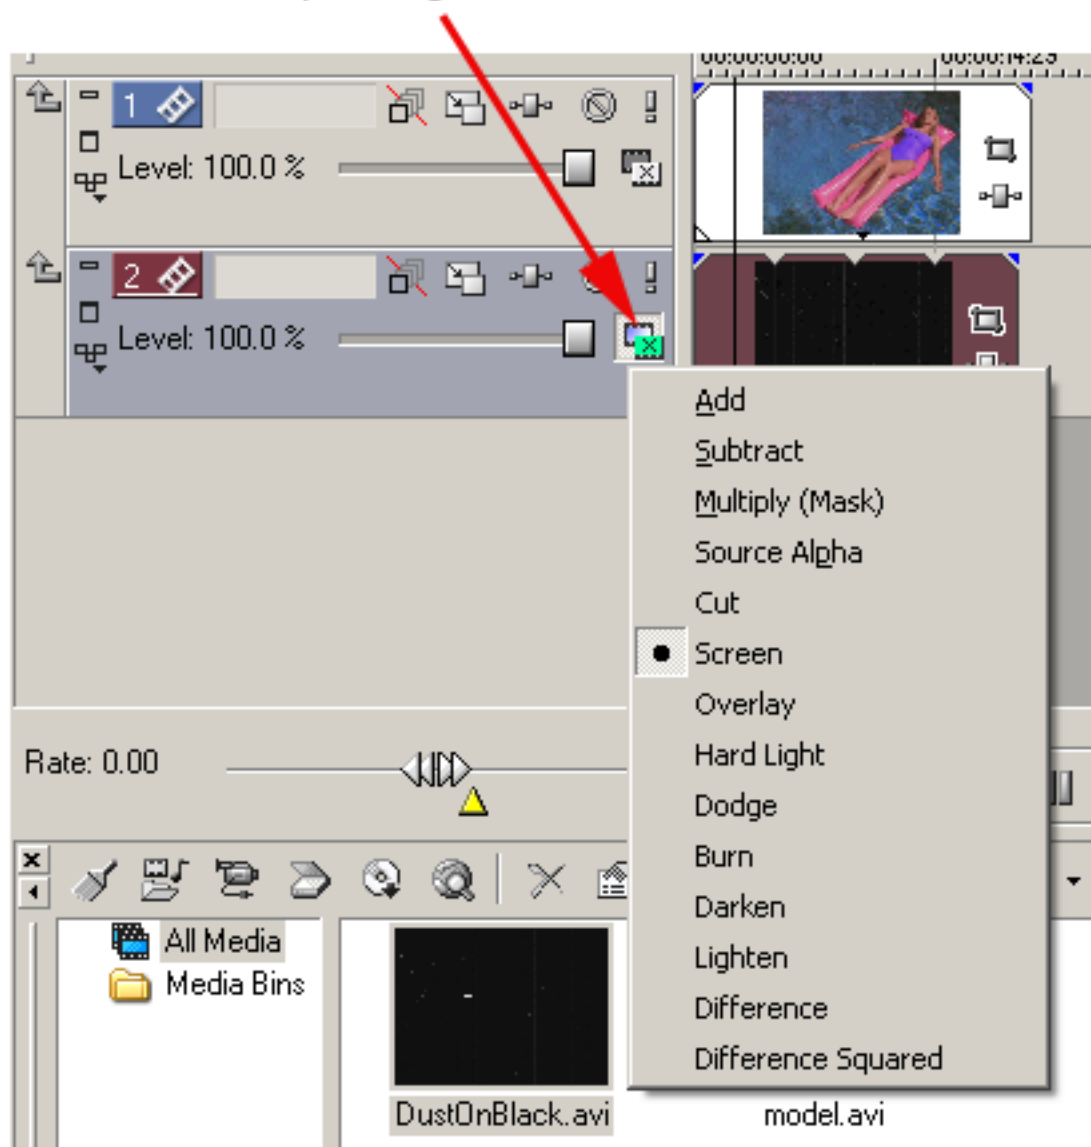 00:00:00:00 00:00:14:29
1
Level: 100.0 %
2
Level: 100.0 %
Add
Subtract
Multiply (Mask)
Source Alpha
Cut
Screen
Overlay
Hard Light
Dodge
Burn
Darken
Lighten
Difference
Difference Squared
Rate: 0.00
All Media
Media Bins
DustOnBlack.avi
model.avi